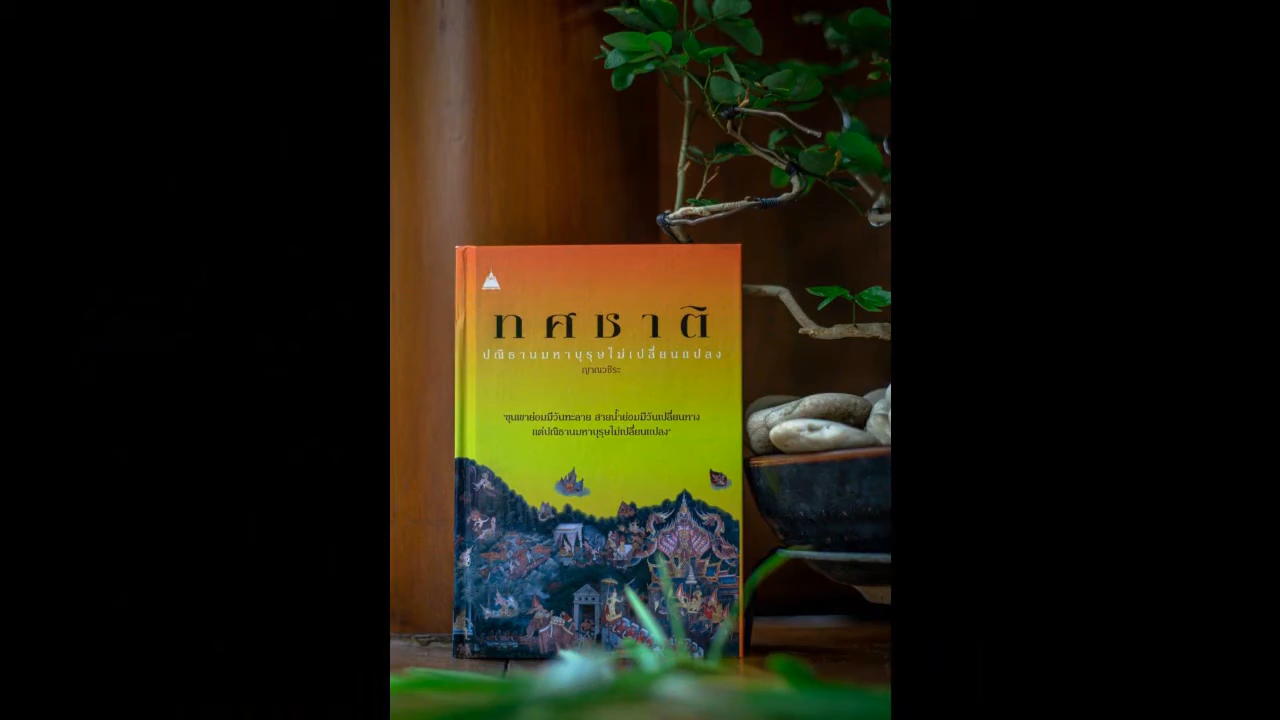 ทศชาติ
ปณิธานมหาบุรุษไม่เปลี่ยนแปลง
ญาณวชิระ
"ขุนเขาย่อมมีวันทะลาย สายน้ำย่อมมีวันเปลี่ยนทาง
แต่ปณิธานมหาบุรุษไม่เปลี่ยนแปลง"